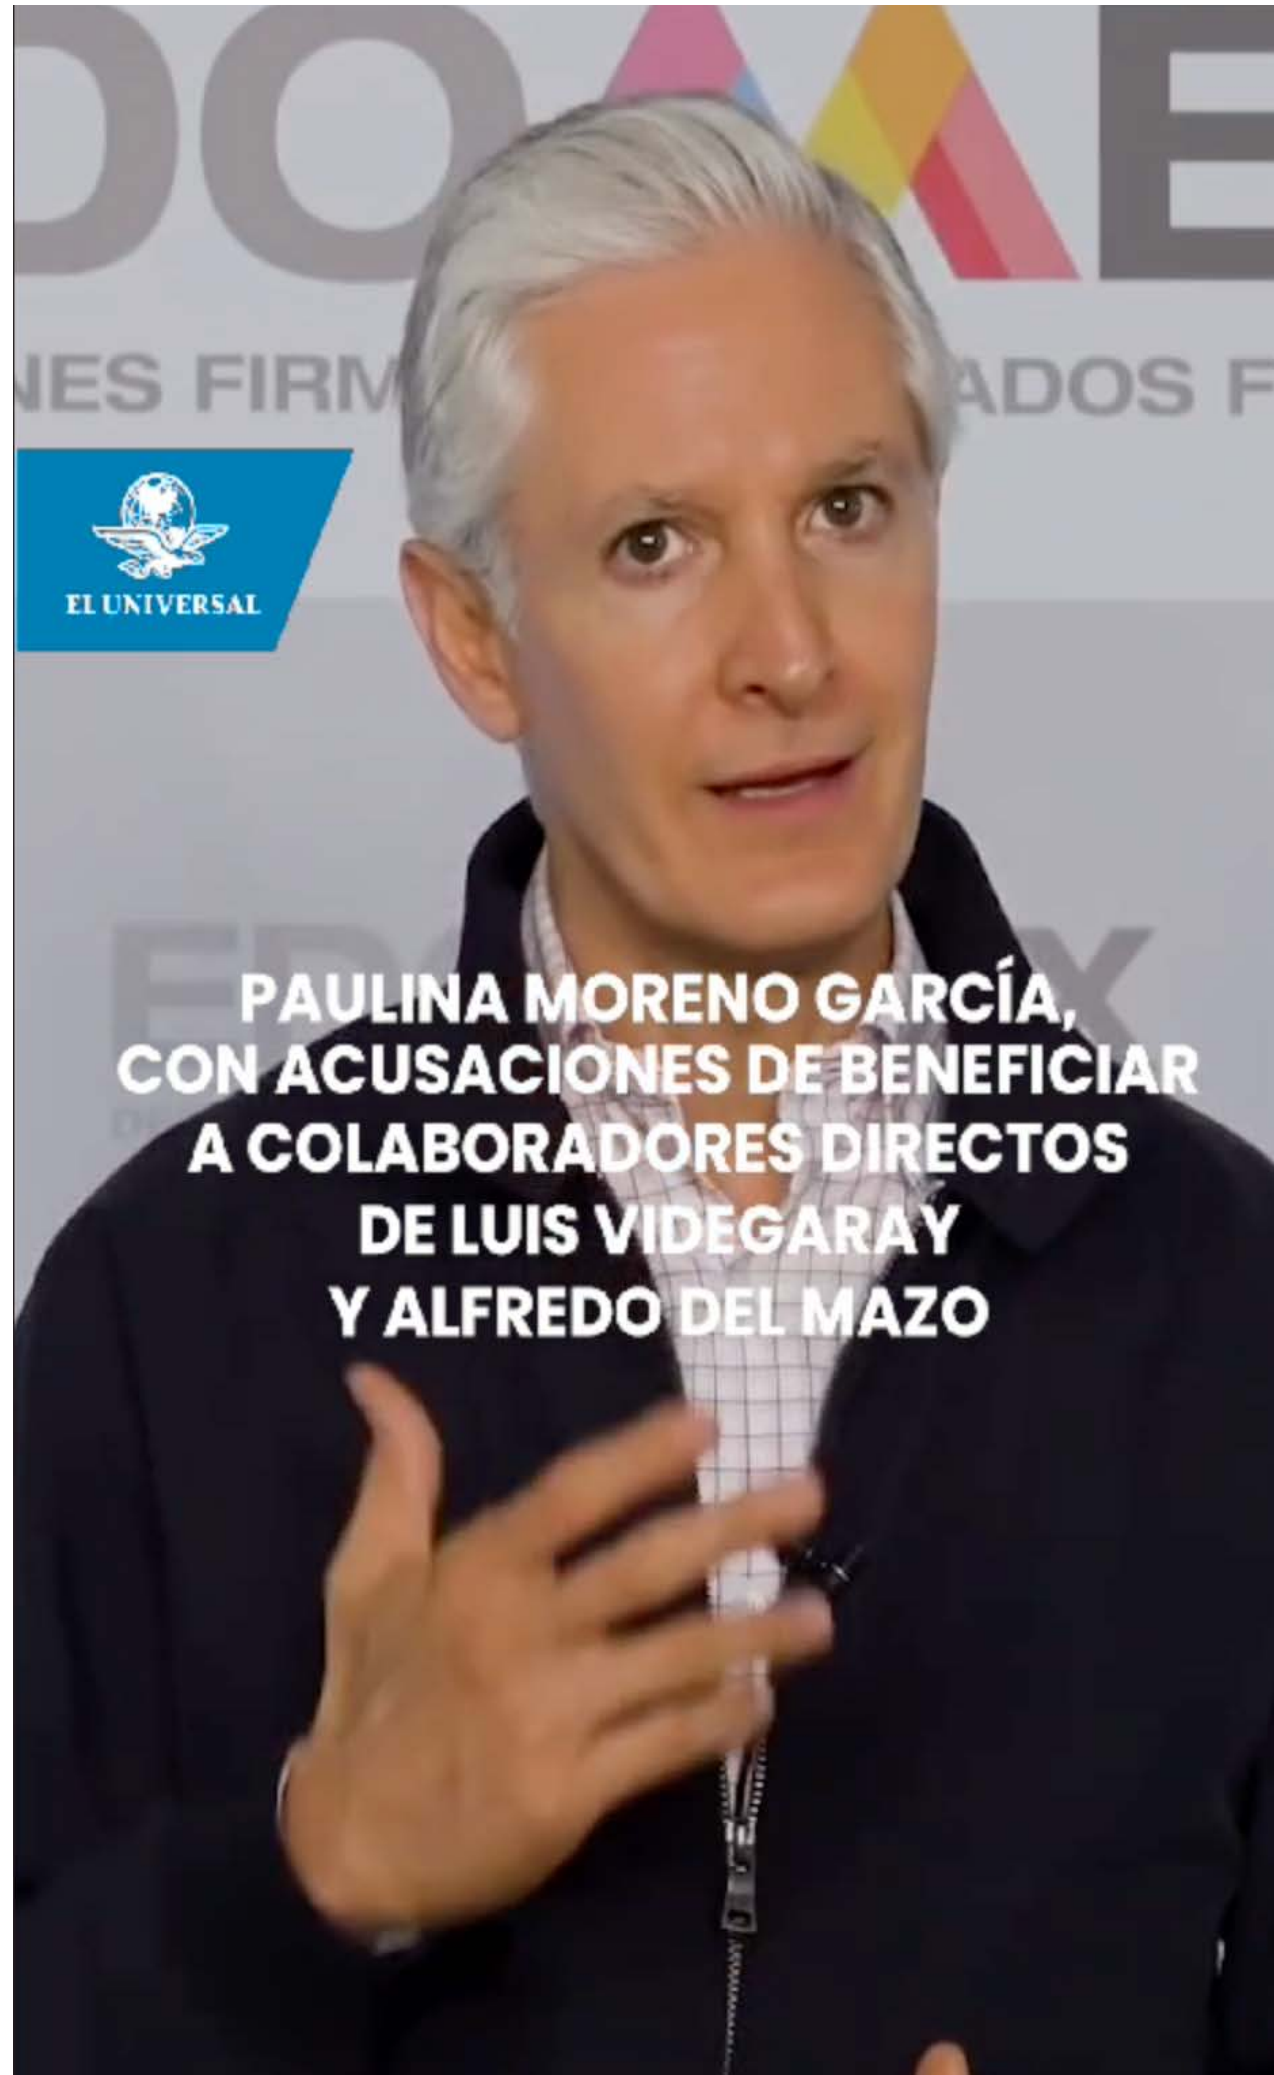 DOME
NES FIRM ADOS F
EL UNIVERSAL
PAULINA MORENO GARCÍA,
CON ACUSACIONES DE BENEFICIAR
A COLABORADORES DIRECTOS
DE LUIS VIDEGARAY
Y ALFREDO DEL MAZO